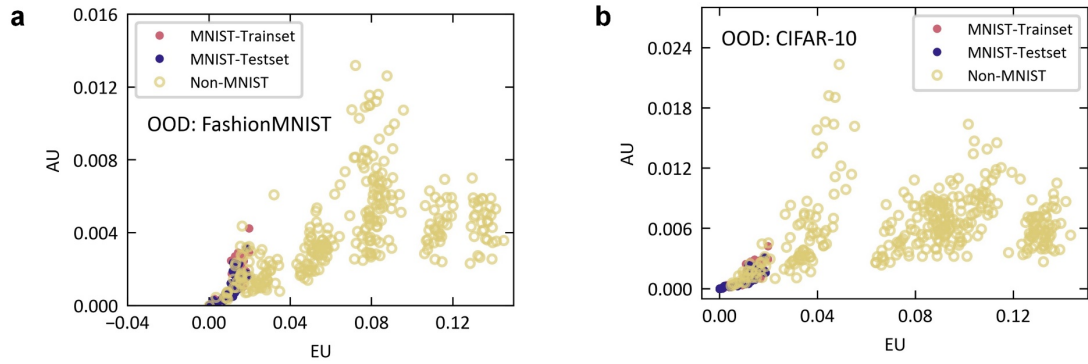 a
0.016
0.012
0.008
0.004
0.000
AU
MNIST-Trainset
MNIST-Testset
Non-MNIST
OOD: FashionMNIST
−0.04
0.00
0.04
0.08
0.12
EU
b
0.024
0.018
0.012
0.006
0.000
AU
OOD: CIFAR-10
MNIST-Trainset
MNIST-Testset
Non-MNIST
0.00
0.04
0.08
0.12
EU